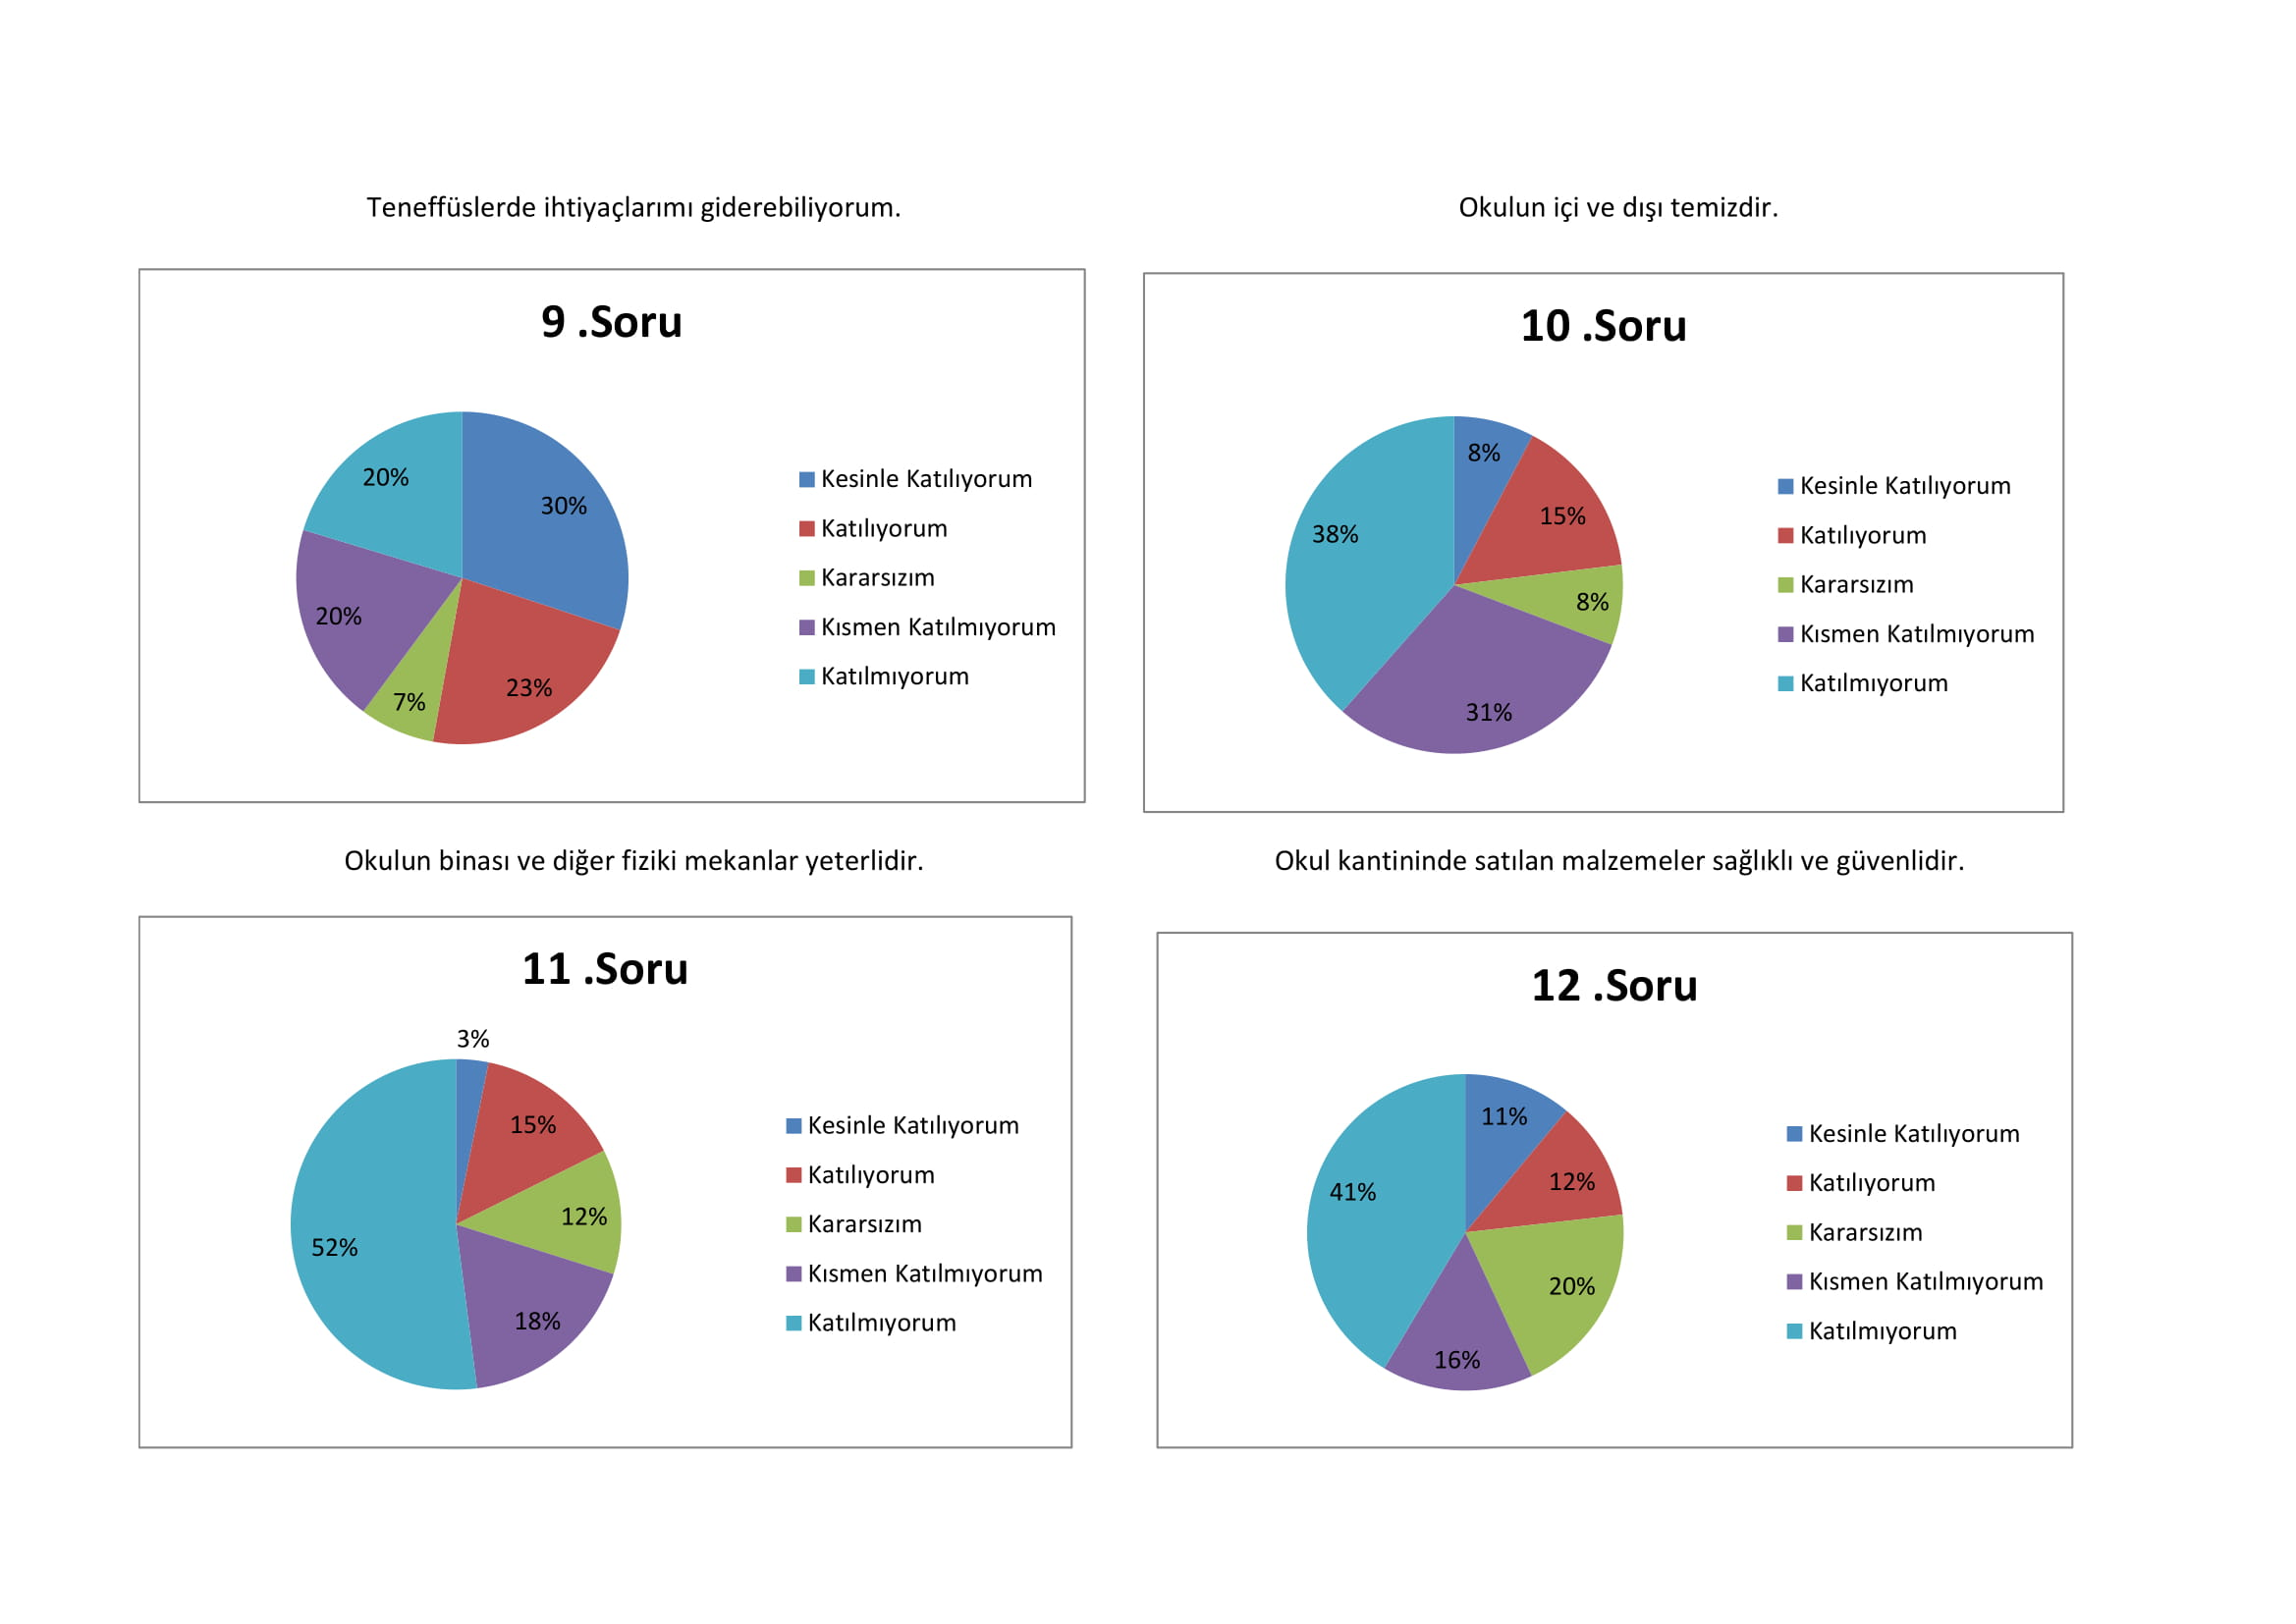 Teneffüslerde ihtiyaçlarımı giderebiliyorum.
Okulun içi ve dışı temizdir.
9 .Soru
30%
23%
7%
20%
20%
Kesinle Katılıyorum
Katılıyorum
Kararsızım
Kısmen Katılmıyorum
Katılmıyorum
10 .Soru
8%
15%
8%
31%
38%
Kesinle Katılıyorum
Katılıyorum
Kararsızım
Kısmen Katılmıyorum
Katılmıyorum
Okulun binası ve diğer fiziki mekanlar yeterlidir.
Okul kantininde satılan malzemeler sağlıklı ve güvenlidir.
11 .Soru
3%
15%
12%
18%
52%
Kesinle Katılıyorum
Katılıyorum
Kararsızım
Kısmen Katılmıyorum
Katılmıyorum
12 .Soru
11%
12%
20%
16%
41%
Kesinle Katılıyorum
Katılıyorum
Kararsızım
Kısmen Katılmıyorum
Katılmıyorum